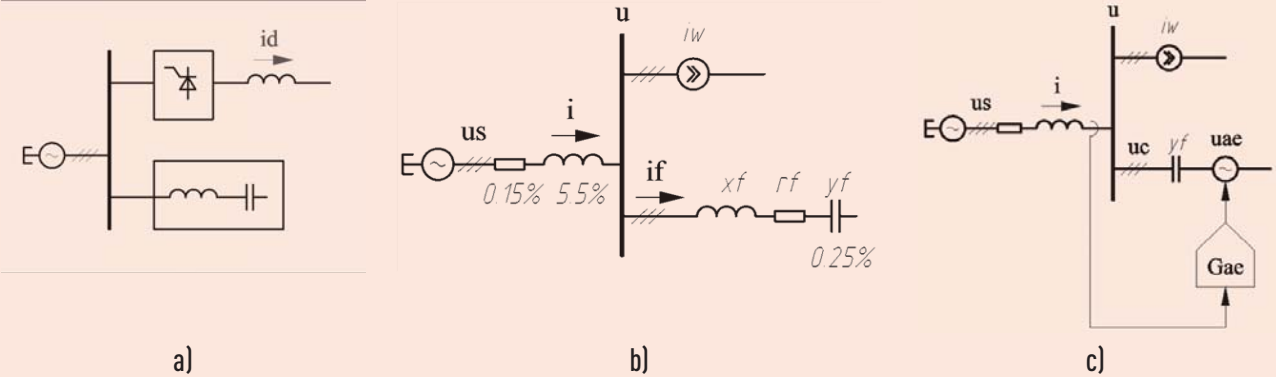 id
a)
u
iw
us
i
0.15% 5.5%
if
xf rf yf
0.25%
b)
u
iw
us
i
uc yf uae
Gae
c)